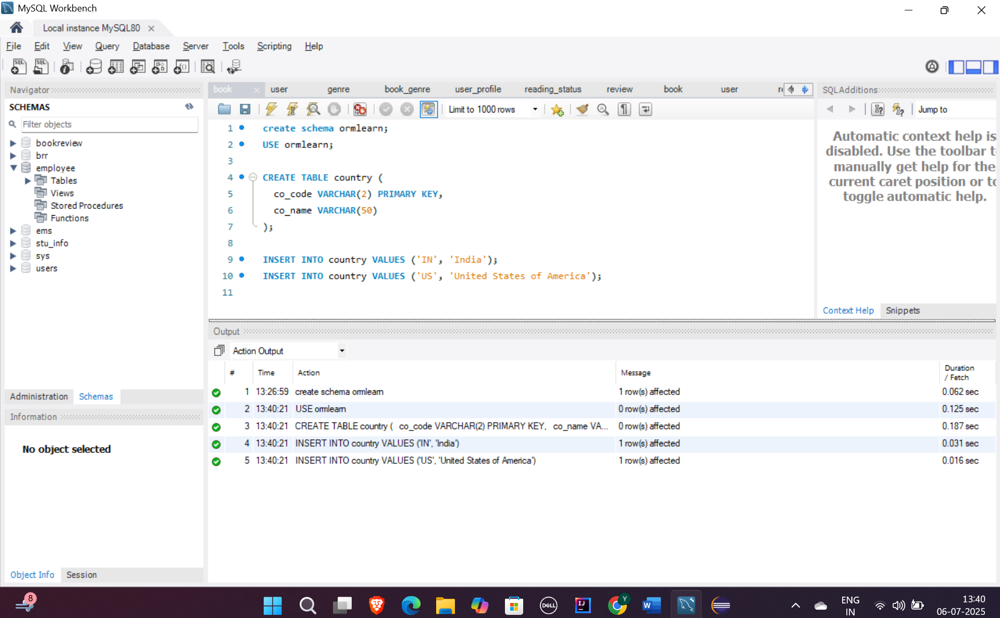 MySQL Workbench
Local instance MySQL80
File Edit View Query Database Server Tools Scripting Help
Navigator
SCHEMAS
Filter objects
bookreview
brr
employee
Tables
Views
Stored Procedures
Functions
ems
stu_info
sys
users
Administration Schemas
Information
No object selected
Object Info Session
book user genre book_genre user_profile reading_status review book user
Limit to 1000 rows
1 create schema ormlearn;
2 USE ormlearn;
3
4 CREATE TABLE country (
5 co_code VARCHAR(2) PRIMARY KEY,
6 co_name VARCHAR(50)
7 );
8
9 INSERT INTO country VALUES ('IN', 'India');
10 INSERT INTO country VALUES ('US', 'United States of America');
11
SQLAdditions
Jump to
Automatic context help is
disabled. Use the toolbar t
manually get help for the
current caret position or to
toggle automatic help.
Context Help Snippets
Output
Action Output
# Time Action Message Duration / Fetch
1 13:26:59 create schema ormlearn 1 row(s) affected 0.062 sec
2 13:40:21 USE ormlearn 0 row(s) affected 0.125 sec
3 13:40:21 CREATE TABLE country ( co_code VARCHAR(2) PRIMARY KEY, co_name VA... 0 row(s) affected 0.187 sec
4 13:40:21 INSERT INTO country VALUES ('IN', 'India') 1 row(s) affected 0.031 sec
5 13:40:21 INSERT INTO country VALUES ('US', 'United States of America') 1 row(s) affected 0.016 sec
8
DELL
IJ
Y
W
ENG
IN
13:40
06-07-2025